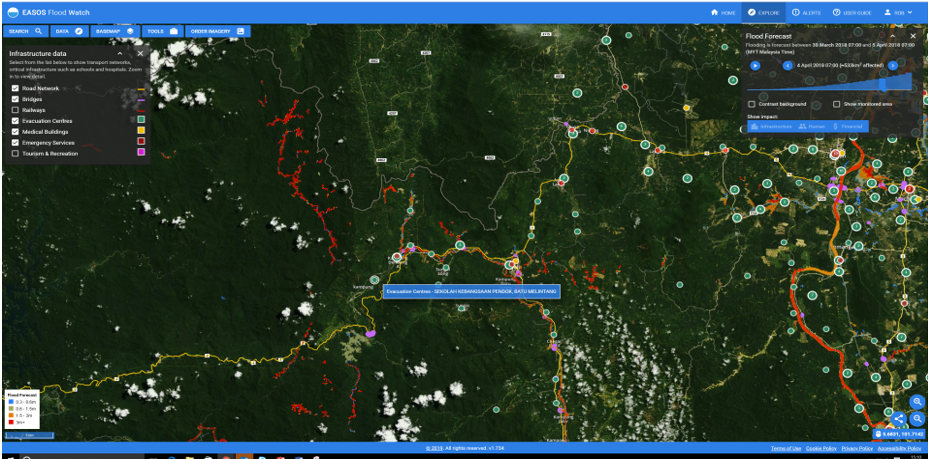 EASOS Flood Watch
HOME
EXPLORE
ALERTS
USER GUIDE
ROB
SEARCH
DATA
BASEMAP
TOOLS
ORDER IMAGERY
Infrastructure data
Select from the list below to show transport networks,
critical infrastructure such as schools and hospitals. Zoom
in to view detail.
Road Network
Bridges
Railways
Evacuation Centres
Medical Buildings
Emergency Services
Tourism & Recreation
Flood Forecast
Flooding is forecast between 30 March 2018 07:00 and 5 April 2018 07:00
(MYT Malaysia Time)
4 April 2018 07:00 (≈533km² affected)
Contrast background
Show monitored area
Show impact:
Infrastructure
Human
Financial
Kampung
Evacuation Centres - SEKOLAH KEBANGSAAN PENDOK, BATU MELINTANG
Flood Forecast
0.3 - 0.6m
0.6 - 1.5m
1.5 - 3m
3m+
5.6801, 101.7142
© 2018. All rights reserved. v1.734
Terms of Use
Cookie Policy
Privacy Policy
Accessibility Policy
15:10